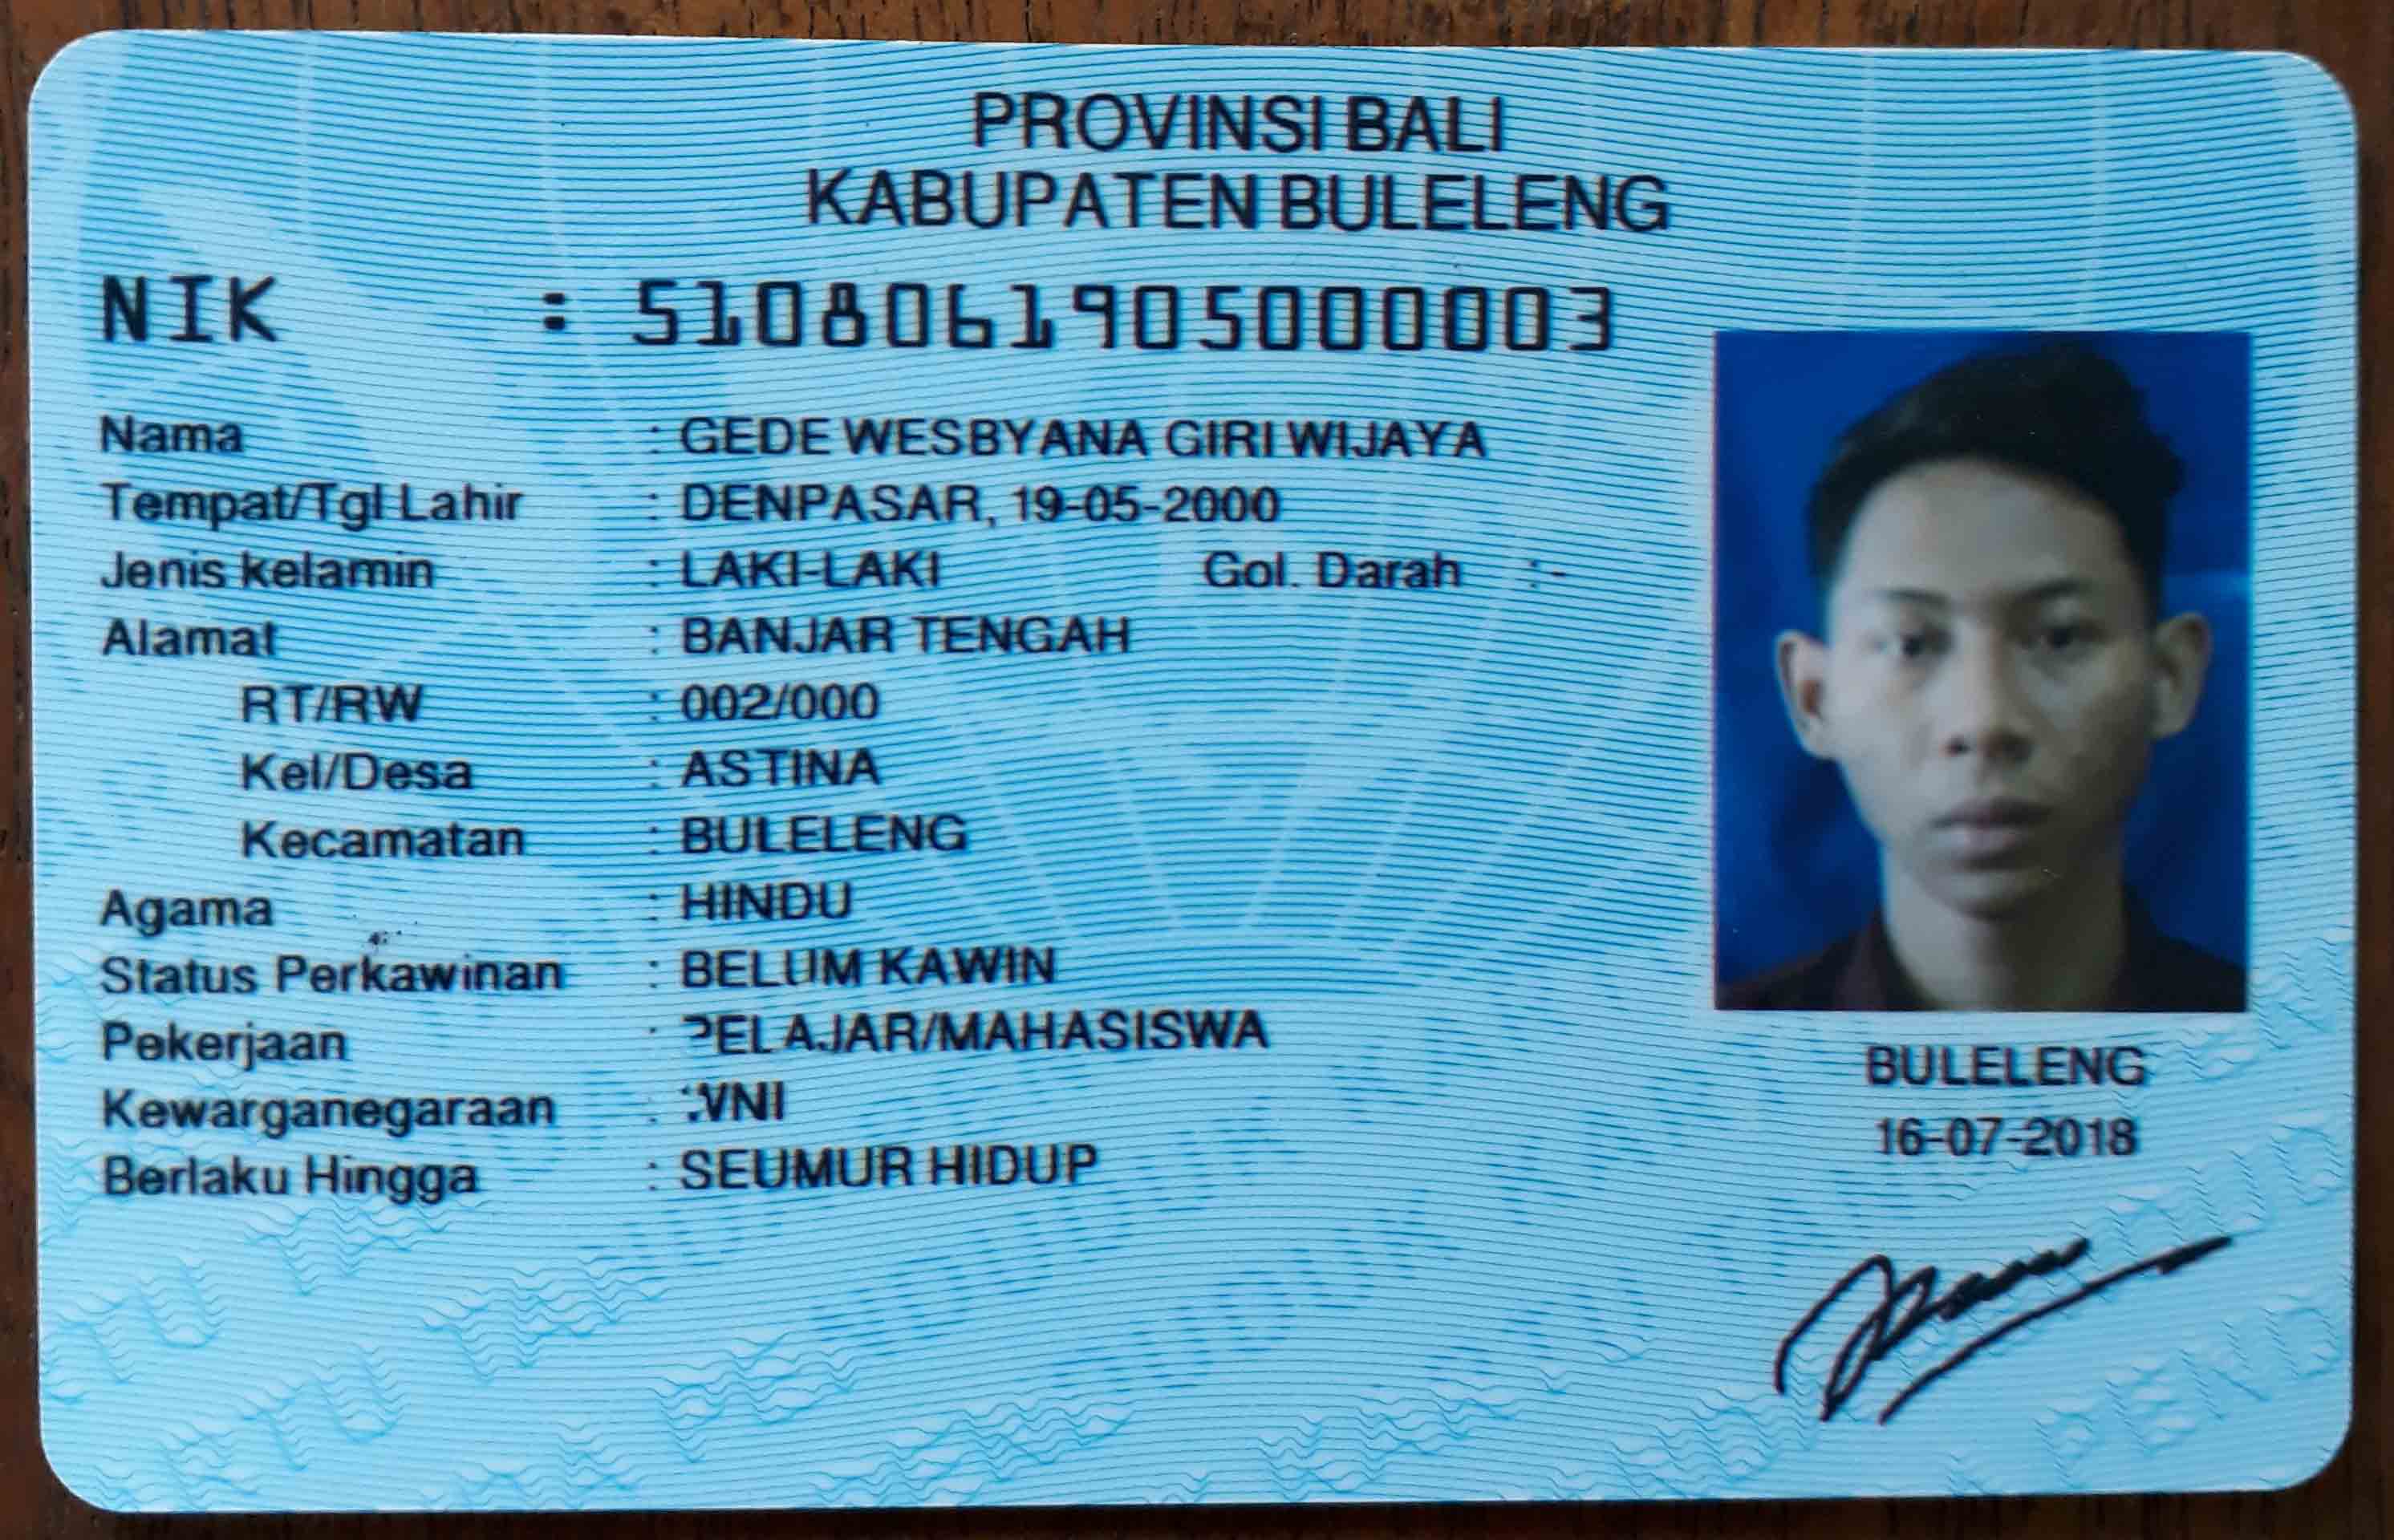 PROVINSI BALI
KABUPATEN BULELENG
NIK : 5108061905000003
Nama : GEDE WESBYANA GIRI WIJAYA
Tempat/Tgl Lahir : DENPASAR, 19-05-2000
Jenis kelamin : LAKI-LAKI Gol. Darah : -
Alamat : BANJAR TENGAH
RT/RW : 002/000
Kel/Desa : ASTINA
Kecamatan : BULELENG
Agama : HINDU
Status Perkawinan : BELUM KAWIN
Pekerjaan : PELAJAR/MAHASISWA
Kewarganegaraan : WNI
Berlaku Hingga : SEUMUR HIDUP
BULELENG
16-07-2018